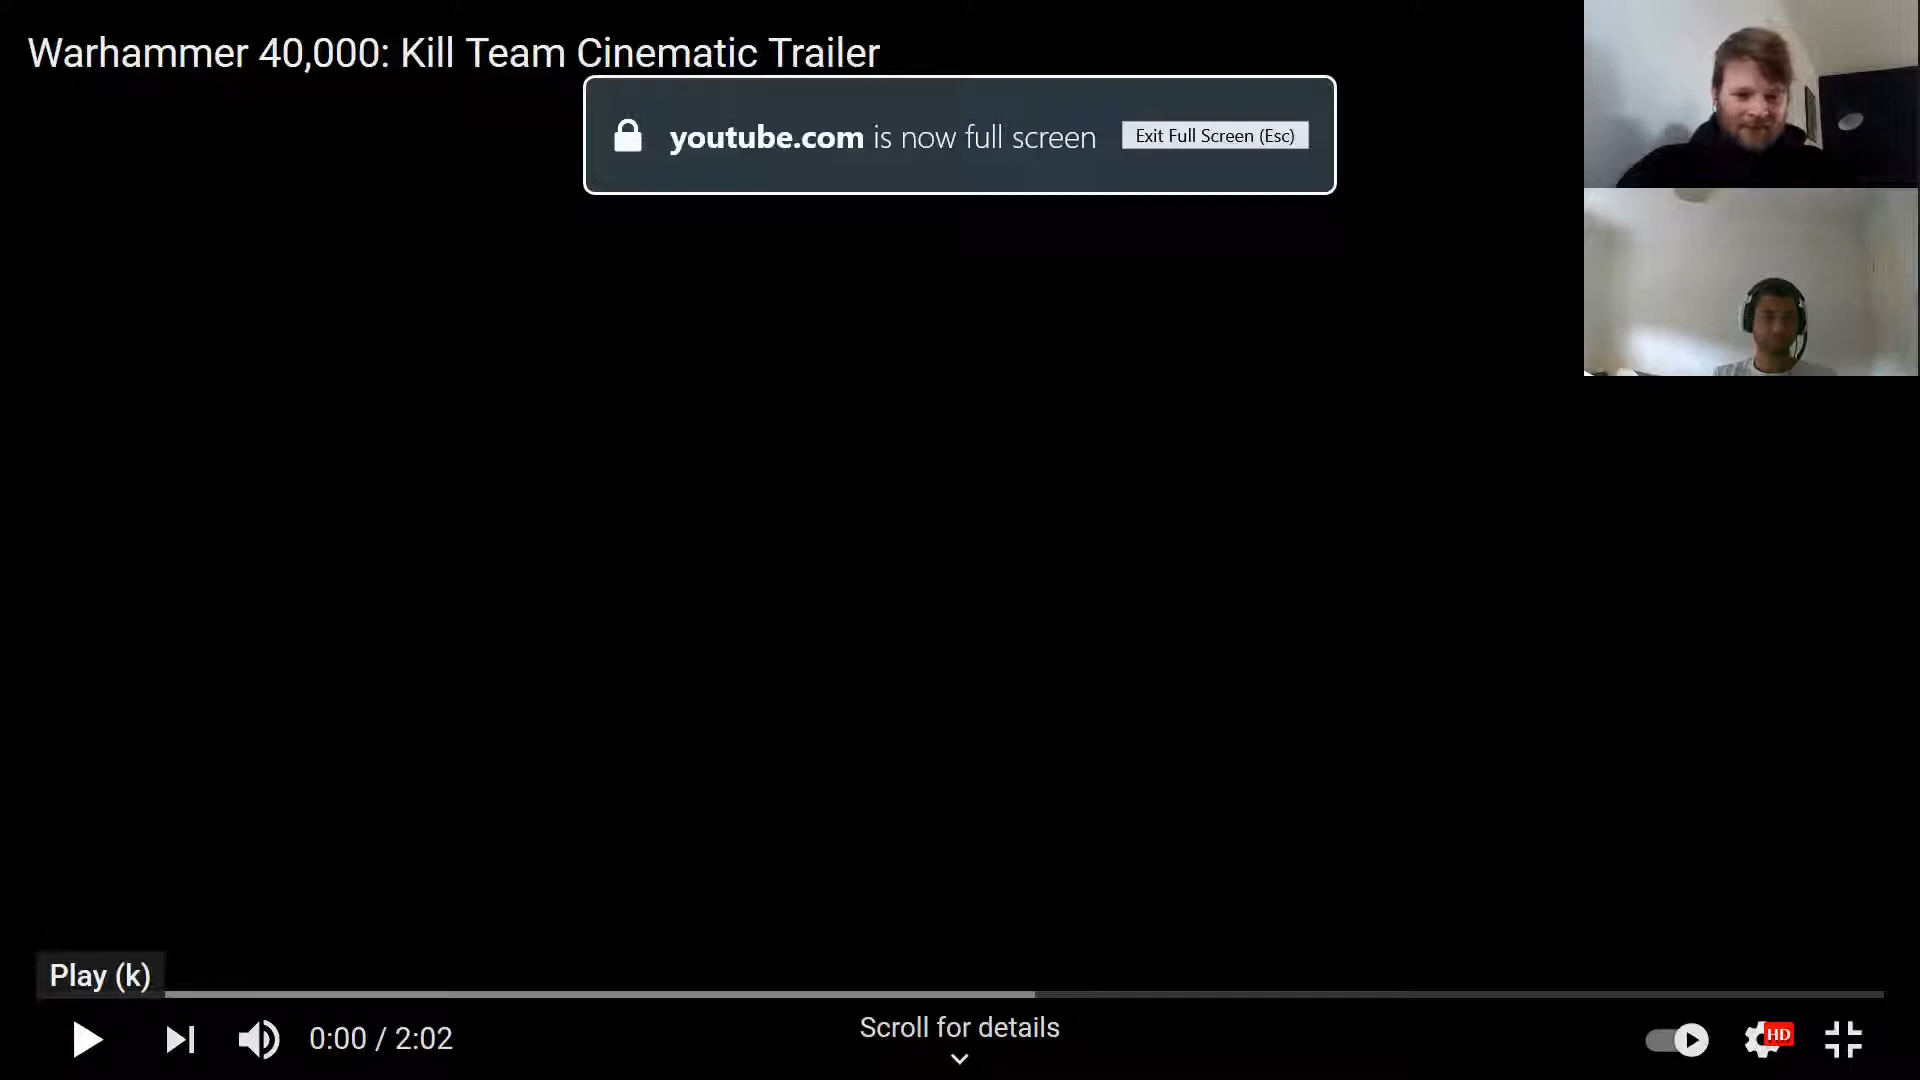 Warhammer 40,000: Kill Team Cinematic Trailer
youtube.com is now full screen
Exit Full Screen (Esc)
Play (k)
0:00 / 2:02
Scroll for details
HD